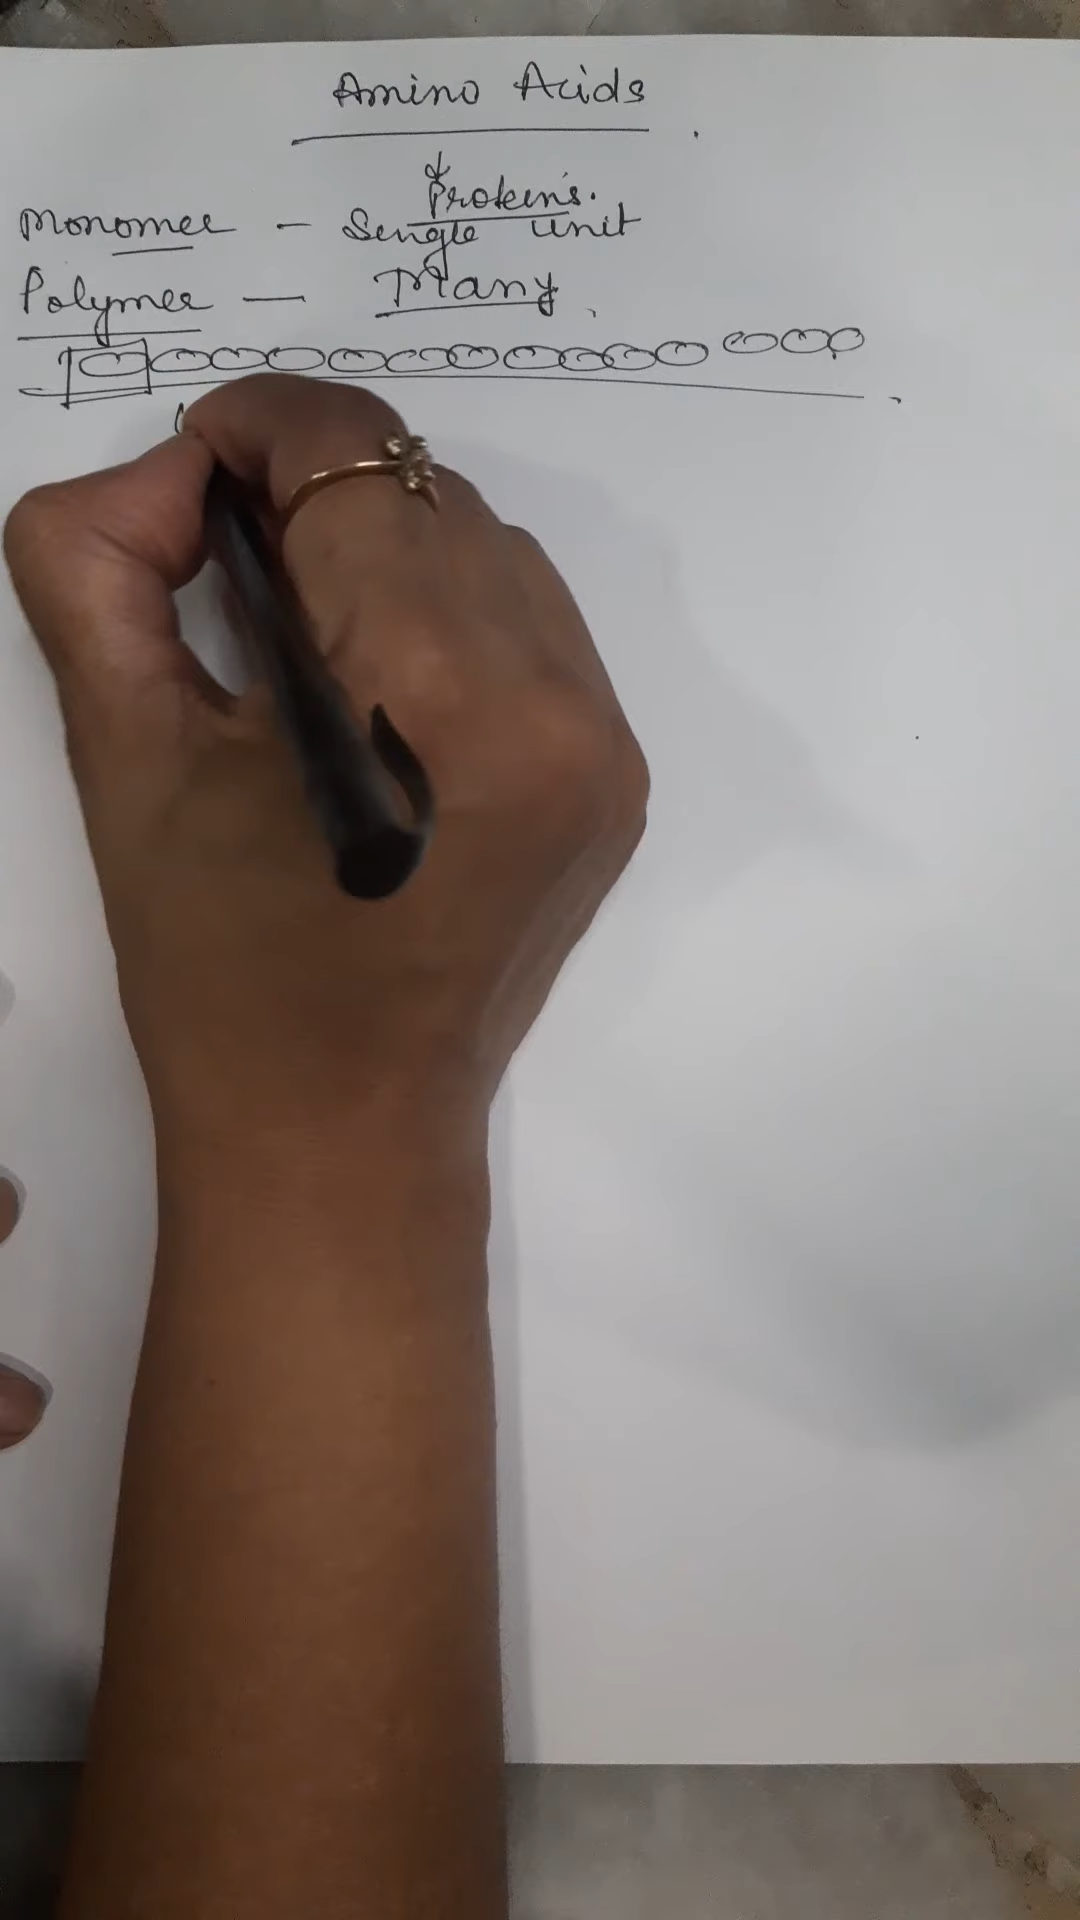 Amino Acids
& Proteins.
Monomer - Single unit
Polymer - Many